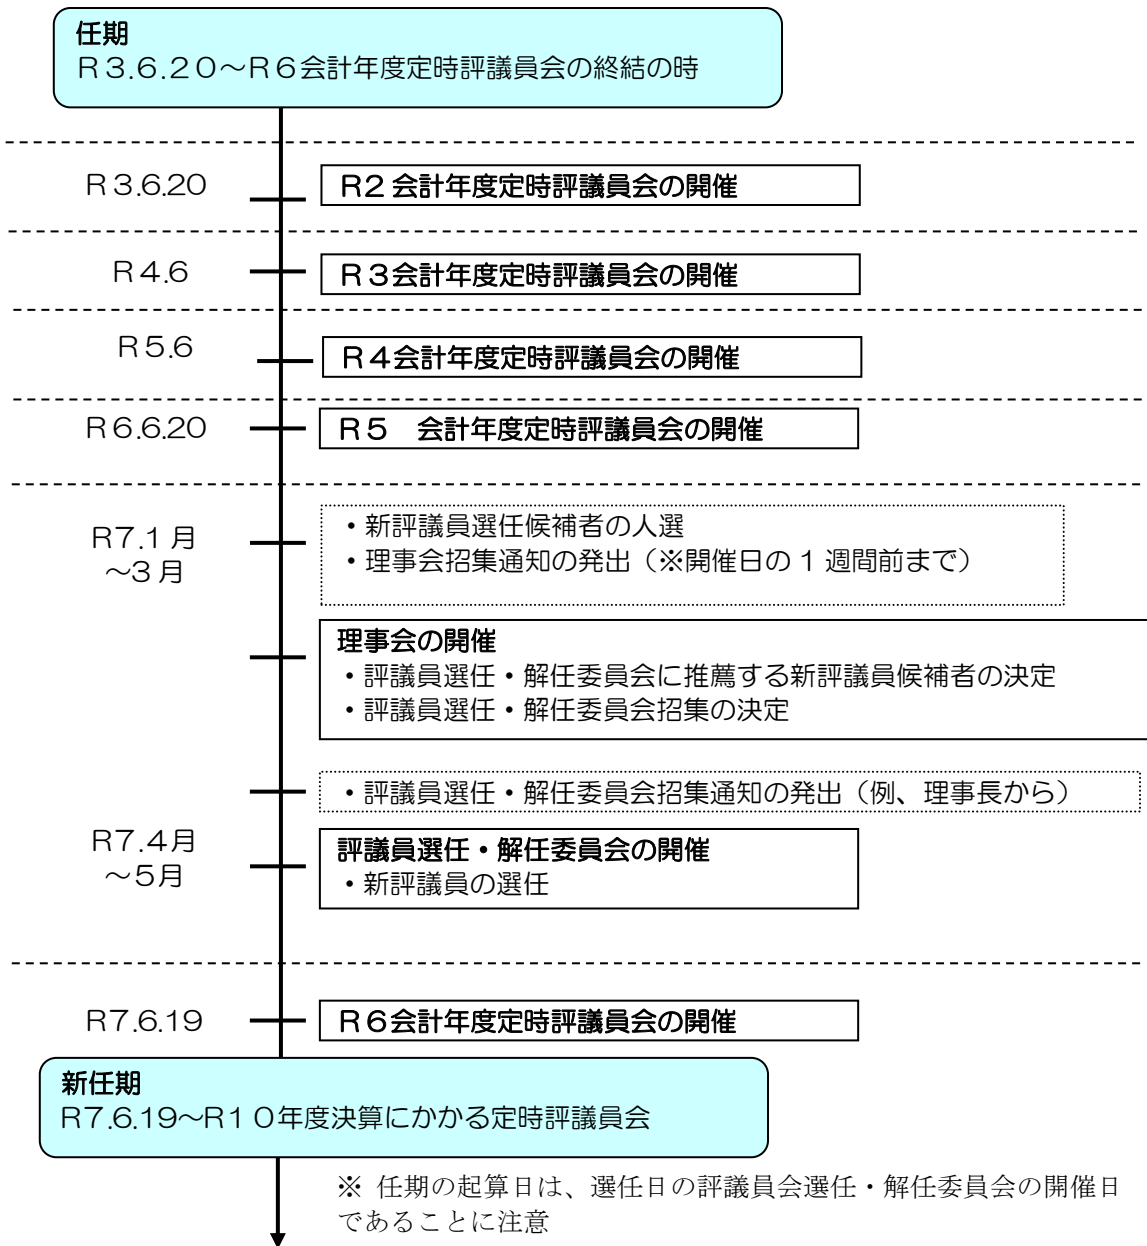 任期
R3.6.20~R6会計年度定時評議員会の終結の時
R3.6.20
R2会計年度定時評議員会の開催
R4.6
R3会計年度定時評議員会の開催
R5.6
R4会計年度定時評議員会の開催
R6.6.20
R5 会計年度定時評議員会の開催
R7.1月
~3月
・新評議員選任候補者の人選
・理事会招集通知の発出(※開催日の1週間前まで)
理事会の開催
・評議員選任・解任委員会に推薦する新評議員候補者の決定
・評議員選任・解任委員会招集の決定
・評議員選任・解任委員会招集通知の発出(例、理事長から)
R7.4月
~5月
評議員選任・解任委員会の開催
・新評議員の選任
R7.6.19
R6会計年度定時評議員会の開催
新任期
R7.6.19~R10年度決算にかかる定時評議員会
※ 任期の起算日は、選任日の評議員会選任・解任委員会の開催日
であることに注意